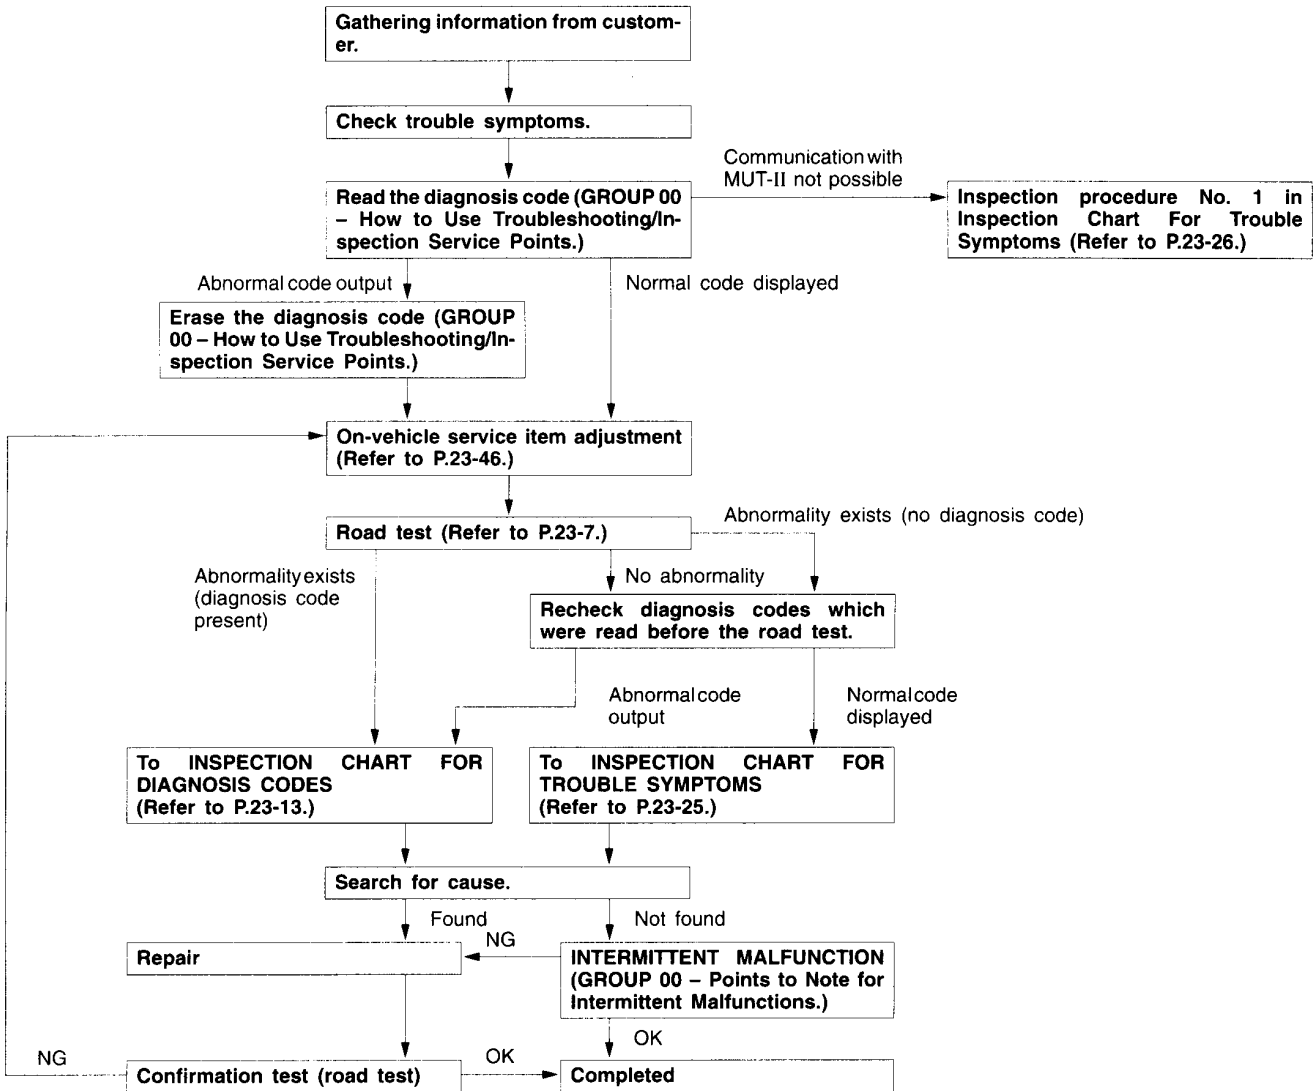 Gathering information from custom-
er.
Check trouble symptoms.
Communication with
MUT-II not possible
Read the diagnosis code (GROUP 00
– How to Use Troubleshooting/In-
spection Service Points.)
Inspection procedure No. 1 in
Inspection Chart For Trouble
Symptoms (Refer to P.23-26.)
Abnormal code output
Normal code displayed
Erase the diagnosis code (GROUP
00 – How to Use Troubleshooting/In-
spection Service Points.)
On-vehicle service item adjustment
(Refer to P.23-46.)
Road test (Refer to P.23-7.)
Abnormality exists (no diagnosis code)
Abnormality exists
(diagnosis code
present)
No abnormality
Recheck diagnosis codes which
were read before the road test.
Abnormal code
output
Normal code
displayed
To INSPECTION CHART FOR
DIAGNOSIS CODES
(Refer to P.23-13.)
To INSPECTION CHART FOR
TROUBLE SYMPTOMS
(Refer to P.23-25.)
Search for cause.
Found
Not found
Repair
NG
INTERMITTENT MALFUNCTION
(GROUP 00 – Points to Note for
Intermittent Malfunctions.)
OK
NG
Confirmation test (road test)
OK
Completed